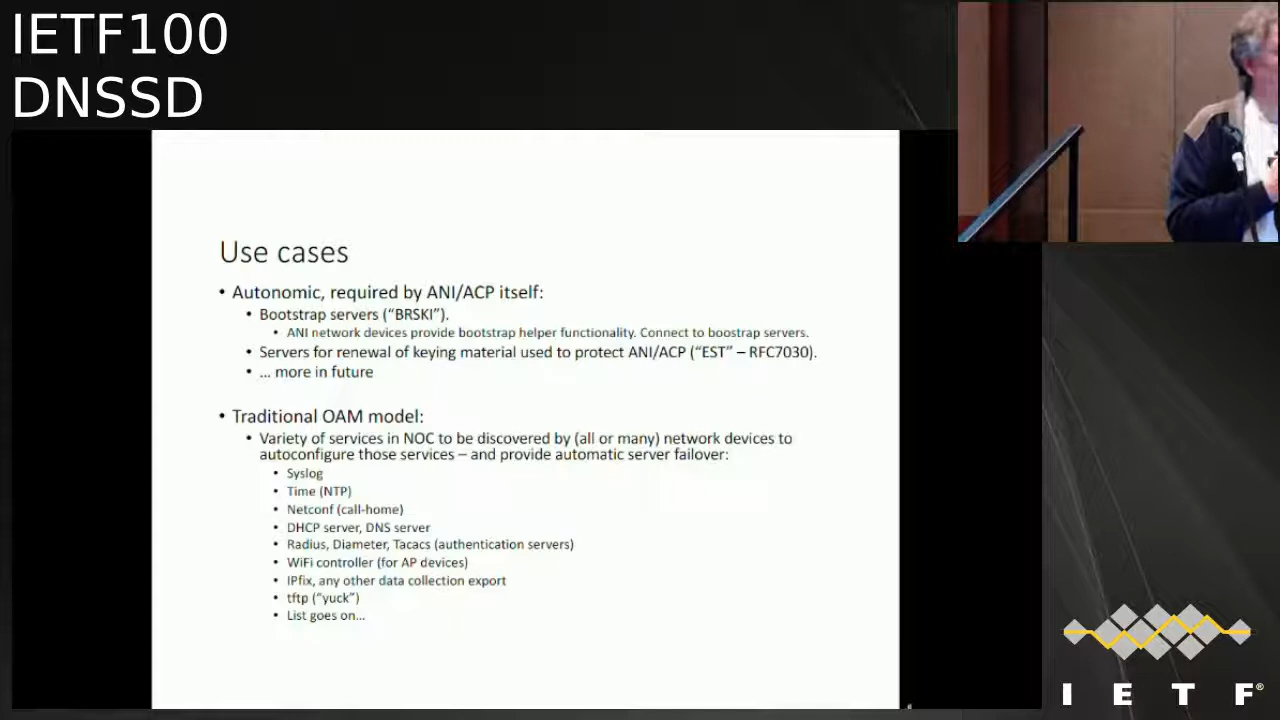 IETF100
DNSSD
Use cases
• Autonomic, required by ANI/ACP itself:
• Bootstrap servers (“BRSKI”).
• ANI network devices provide bootstrap helper functionality. Connect to boostrap servers.
• Servers for renewal of keying material used to protect ANI/ACP (“EST” – RFC7030).
• … more in future
• Traditional OAM model:
• Variety of services in NOC to be discovered by (all or many) network devices to
autoconfigure those services – and provide automatic server failover:
• Syslog
• Time (NTP)
• Netconf (call-home)
• DHCP server, DNS server
• Radius, Diameter, Tacacs (authentication servers)
• WiFi controller (for AP devices)
• IPfix, any other data collection export
• tftp (“yuck”)
• List goes on…
I E T F®